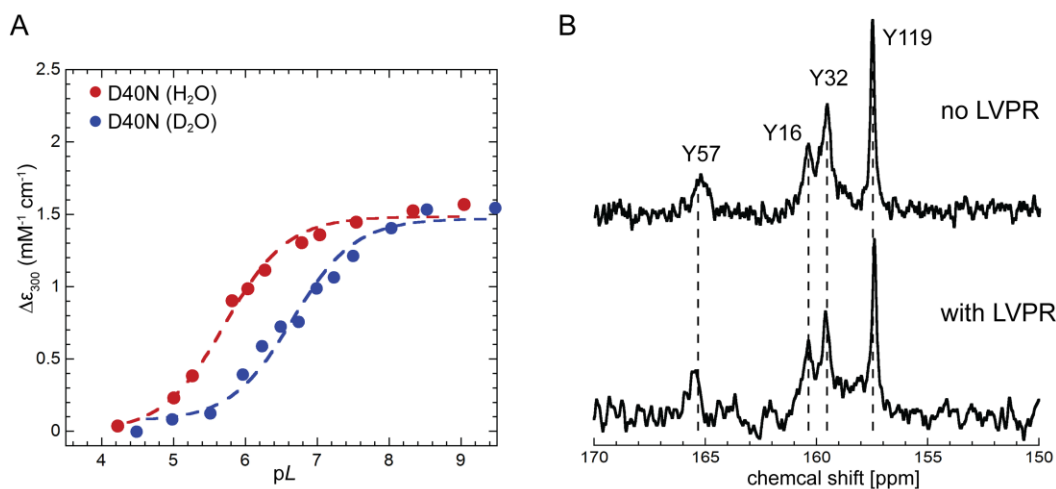 A
2.5
2
1.5
1
0.5
0
Δε₃₀₀ (mM⁻¹ cm⁻¹)
D40N (H₂O)
D40N (D₂O)
4 5 6 7 8 9
pL
B
Y119
Y32
no LVPR
Y16
Y57
with LVPR
170 165 160 155 150
chemcal shift [ppm]